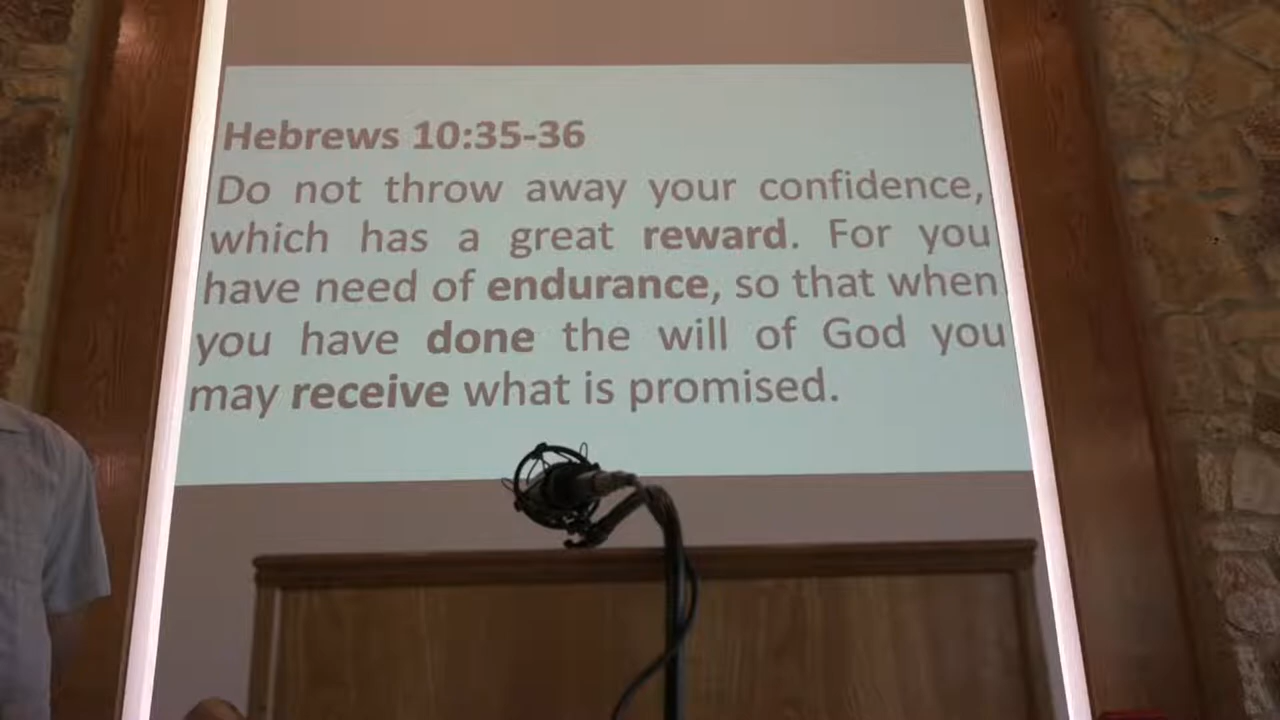 Hebrews 10:35-36
Do not throw away your confidence,
which has a great reward. For you
have need of endurance, so that when
you have done the will of God you
may receive what is promised.